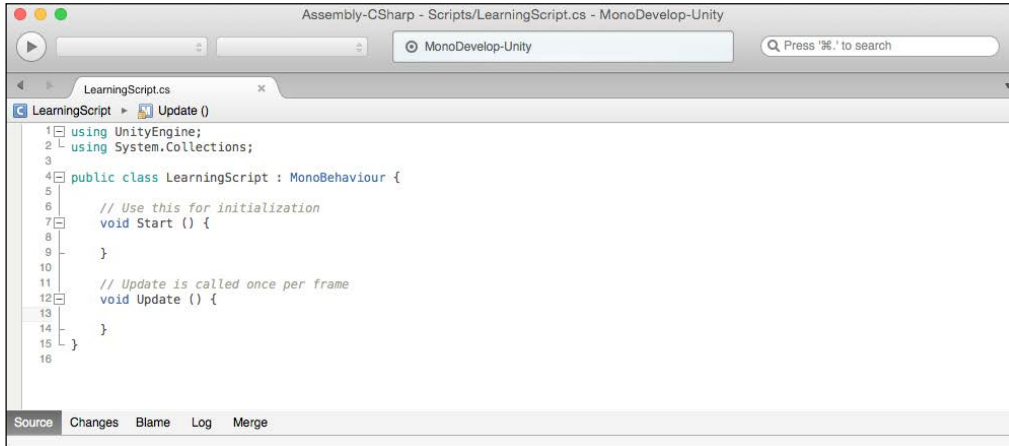 Assembly-CSharp - Scripts/LearningScript.cs - MonoDevelop-Unity
MonoDevelop-Unity
Press '⌘.' to search
LearningScript.cs
LearningScript ▸ Update ()
1 using UnityEngine;
2 using System.Collections;
3
4 public class LearningScript : MonoBehaviour {
5
6 // Use this for initialization
7 void Start () {
8
9 }
10
11 // Update is called once per frame
12 void Update () {
13
14 }
15 }
16
Source Changes Blame Log Merge